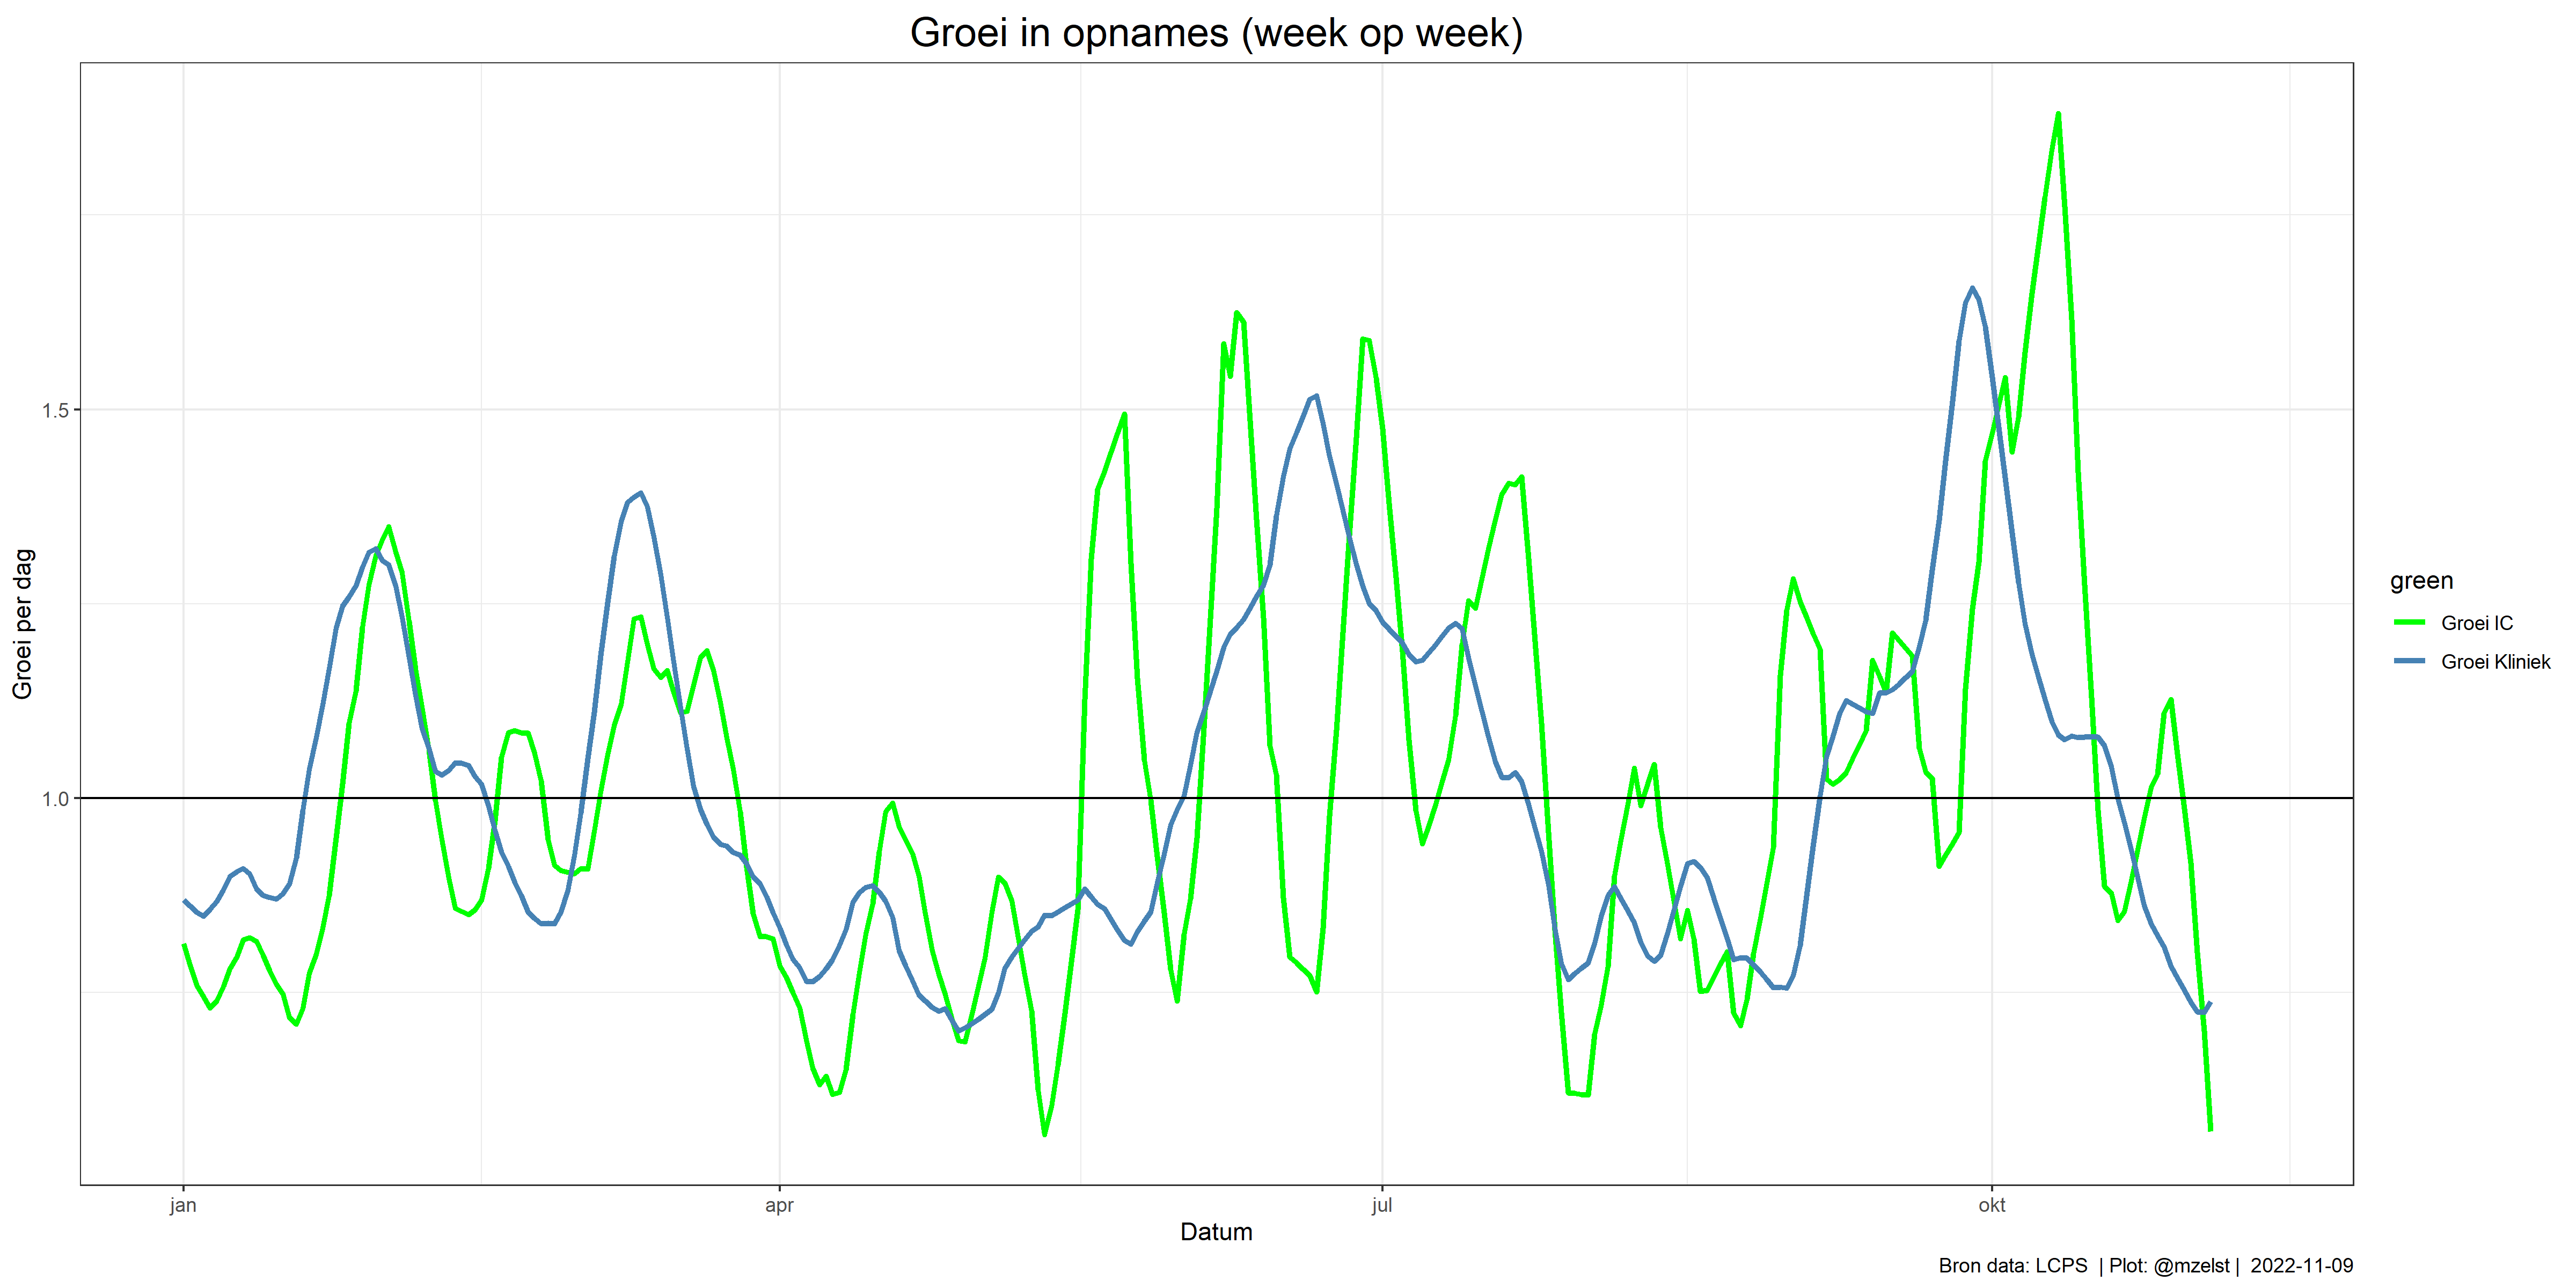 Groei in opnames (week op week)
Groei per dag
1.5
1.0
jan
apr
jul
okt
Datum
green
Groei IC
Groei Kliniek
Bron data: LCPS | Plot: @mzelst | 2022-11-09